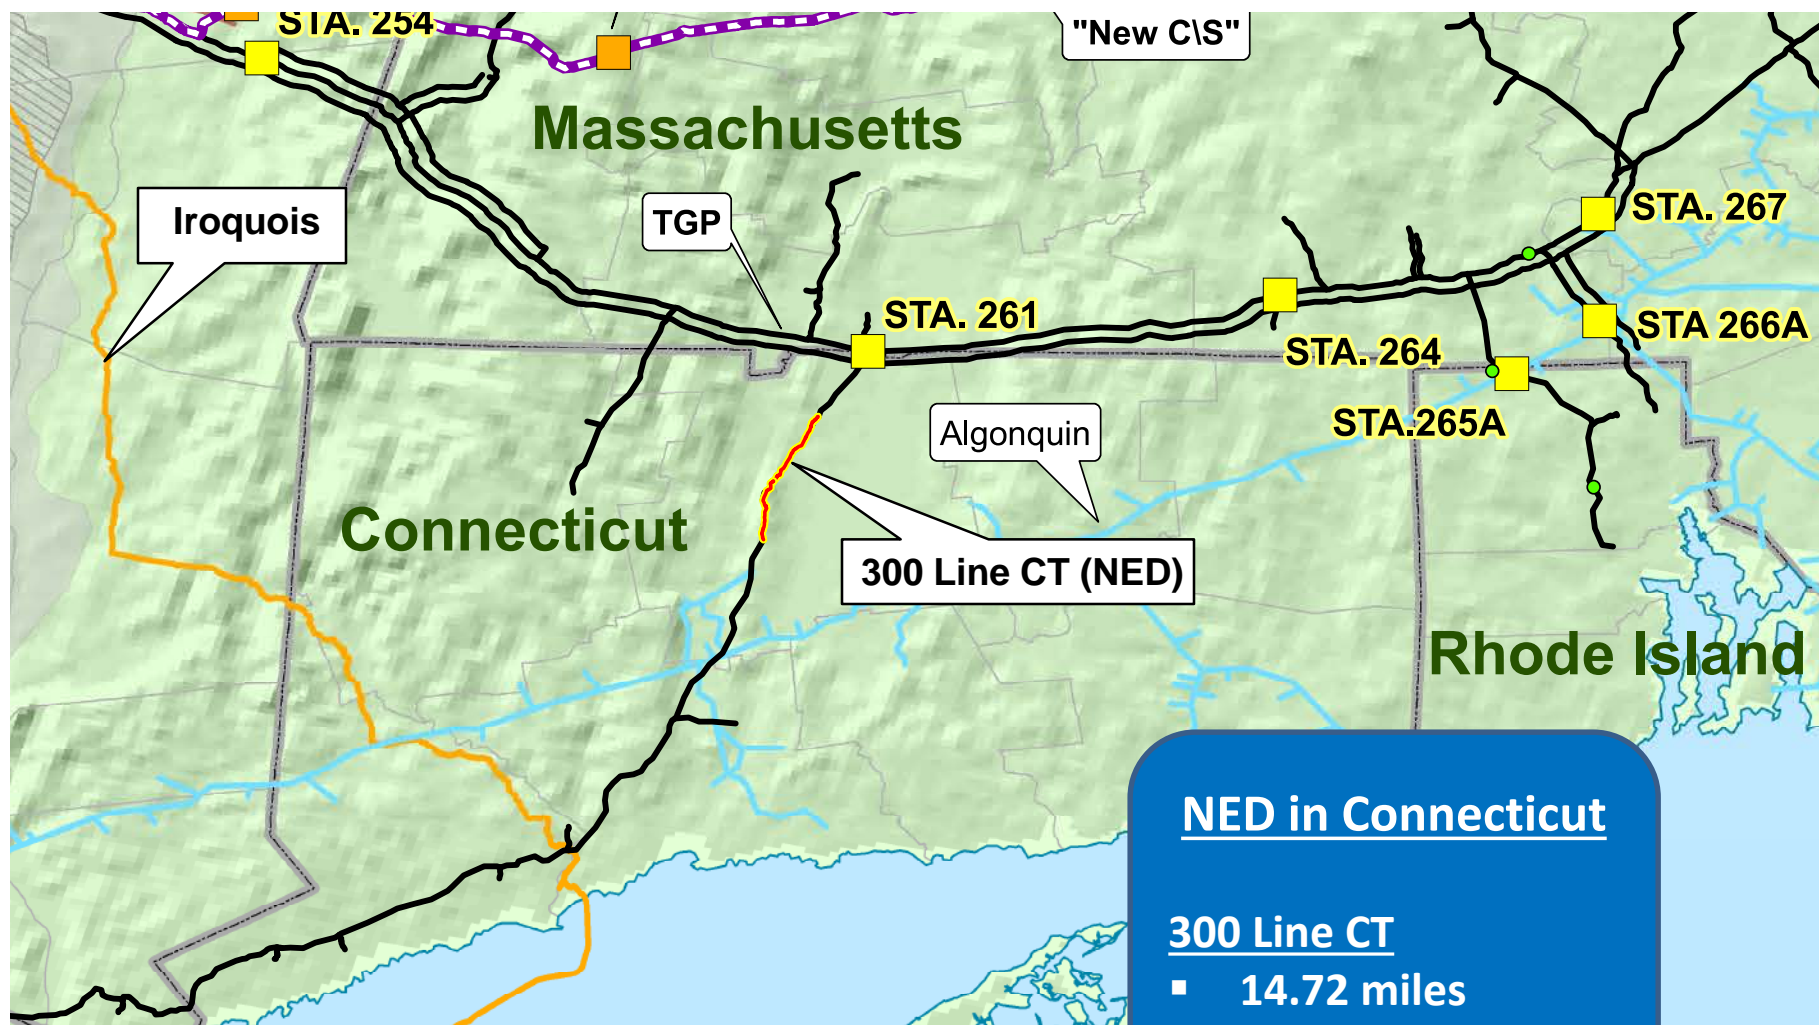 STA. 254
"New C\S"
Massachusetts
Iroquois
TGP
STA. 267
STA. 261
STA 266A
STA. 264
STA.265A
Algonquin
Connecticut
300 Line CT (NED)
Rhode Island
NED in Connecticut
300 Line CT
▪ 14.72 miles